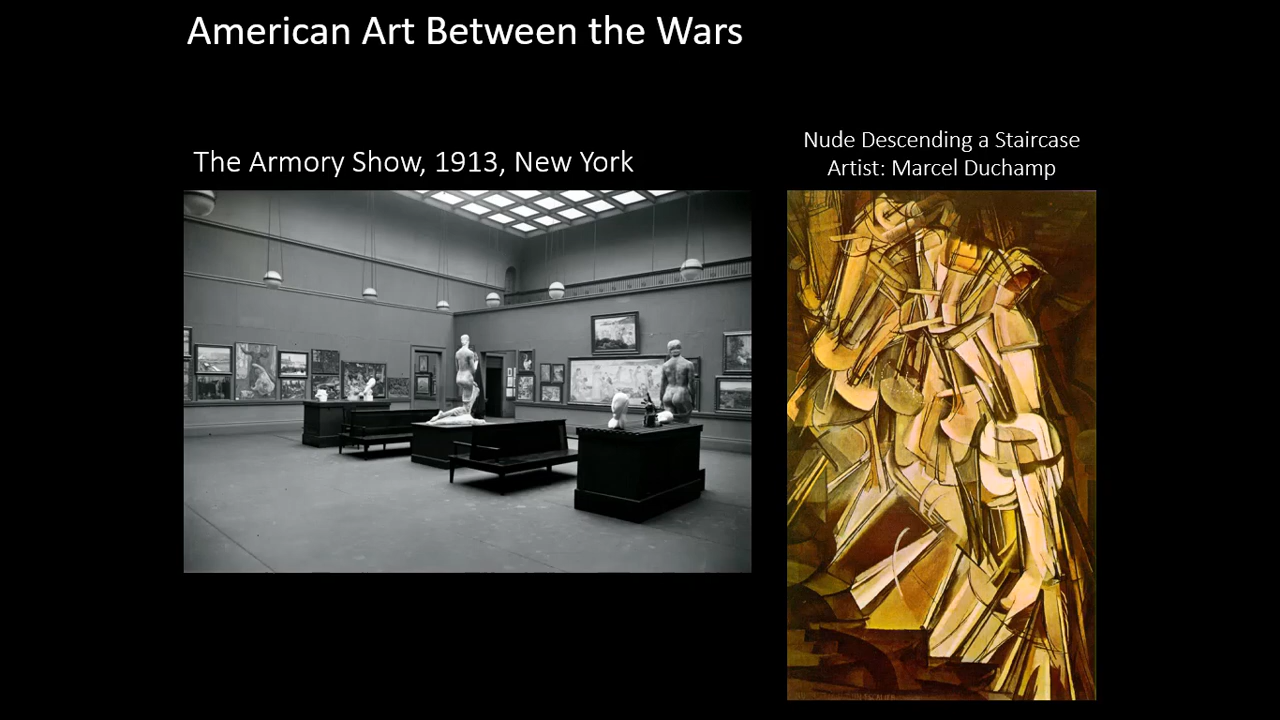 American Art Between the Wars
The Armory Show, 1913, New York
Nude Descending a Staircase
Artist: Marcel Duchamp